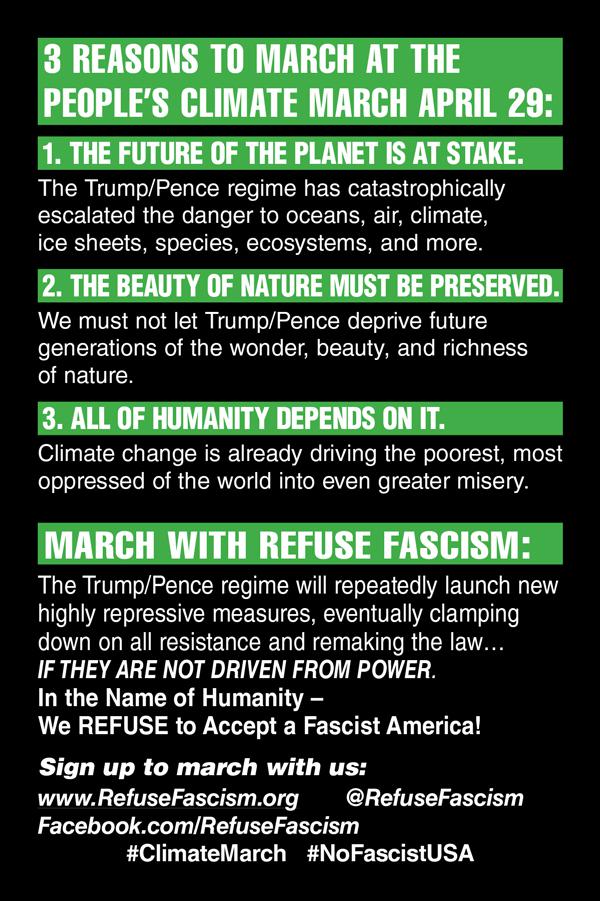 3 REASONS TO MARCH AT THE
PEOPLE'S CLIMATE MARCH APRIL 29:
1. THE FUTURE OF THE PLANET IS AT STAKE.
The Trump/Pence regime has catastrophically
escalated the danger to oceans, air, climate,
ice sheets, species, ecosystems, and more.
2. THE BEAUTY OF NATURE MUST BE PRESERVED.
We must not let Trump/Pence deprive future
generations of the wonder, beauty, and richness
of nature.
3. ALL OF HUMANITY DEPENDS ON IT.
Climate change is already driving the poorest, most
oppressed of the world into even greater misery.
MARCH WITH REFUSE FASCISM:
The Trump/Pence regime will repeatedly launch new
highly repressive measures, eventually clamping
down on all resistance and remaking the law…
IF THEY ARE NOT DRIVEN FROM POWER.
In the Name of Humanity –
We REFUSE to Accept a Fascist America!
Sign up to march with us:
www.RefuseFascism.org @RefuseFascism
Facebook.com/RefuseFascism
#ClimateMarch #NoFascistUSA